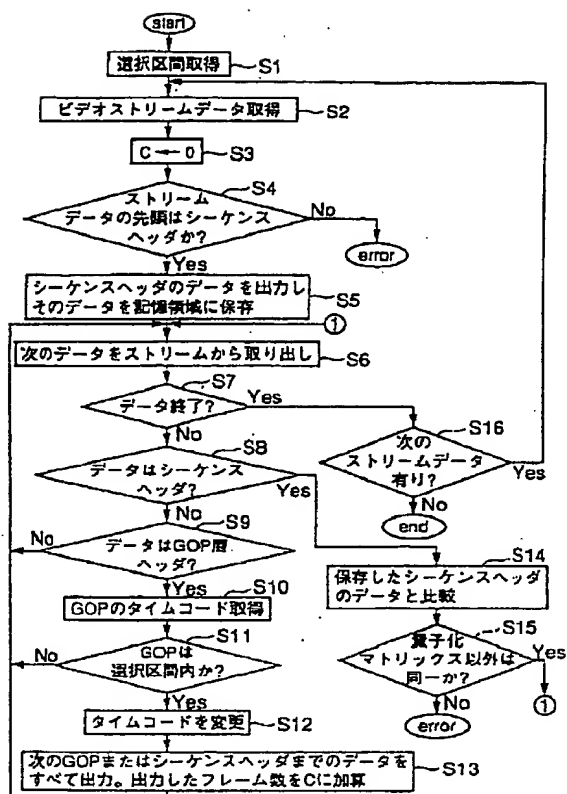 start
選択区間取得
S1
ビデオストリームデータ取得
S2
C ← 0
S3
S4
ストリーム
データの先頭はシーケンス
ヘッダか?
No
error
Yes
シーケンスヘッダのデータを出力し
そのデータを記憶領域に保存
S5
①
次のデータをストリームから取り出し
S6
S7
データ終了?
Yes
No
S16
次の
ストリームデータ
有り?
Yes
No
end
S8
データはシーケンス
ヘッダ?
Yes
No
S9
データはGOP層
ヘッダ?
No
Yes
S10
GOPのタイムコード取得
S11
GOPは
選択区間内か?
No
Yes
タイムコードを変更
S12
次のGOPまたはシーケンスヘッダまでのデータを
すべて出力。出力したフレーム数をCに加算
S13
S14
保存したシーケンスヘッダ
のデータと比較
S15
量子化
マトリックス以外は
同一か?
Yes
①
No
error